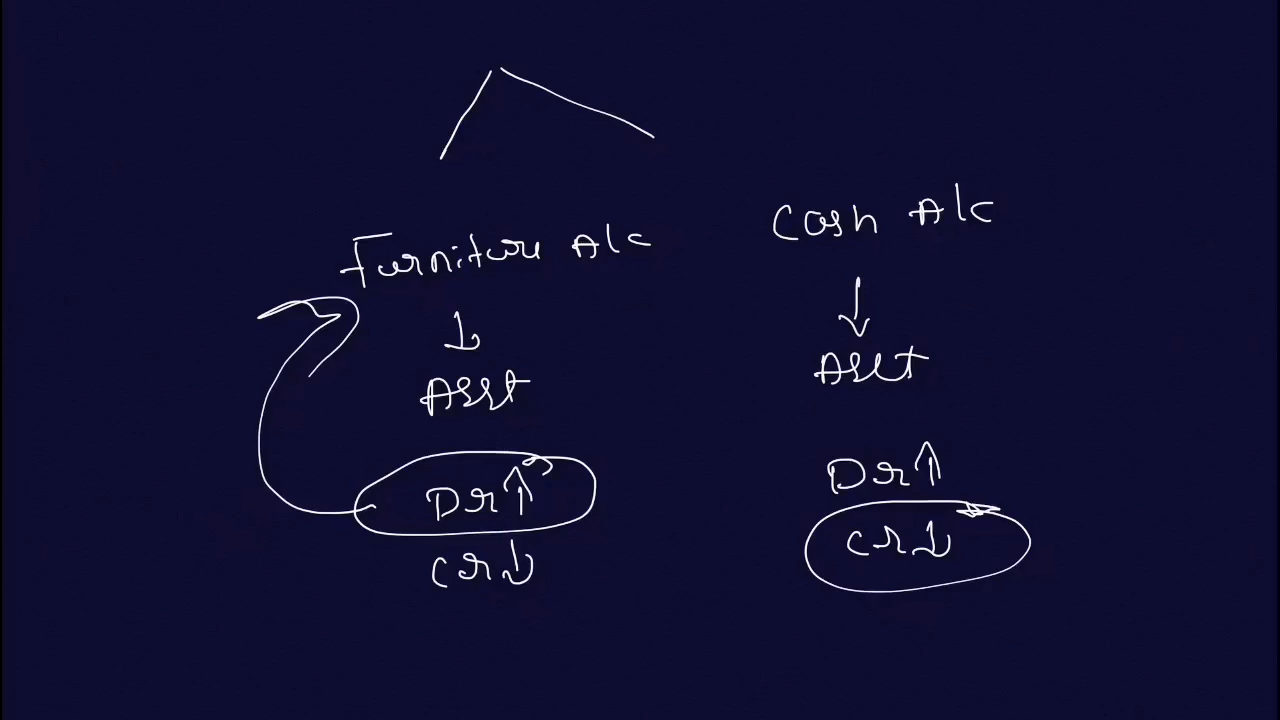 Furniture A/c
Cash A/c
↓
↓
Asset
Asset
Dr↑
Dr↑
Cr↓
Cr↓